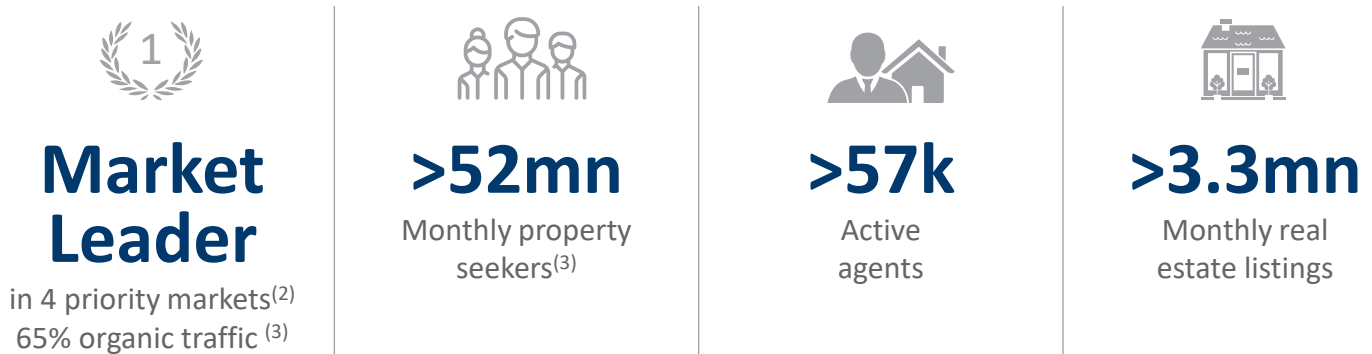 1
Market
Leader
in 4 priority markets(2)
65% organic traffic (3)
>52mn
Monthly property
seekers(3)
>57k
Active
agents
>3.3mn
Monthly real
estate listings